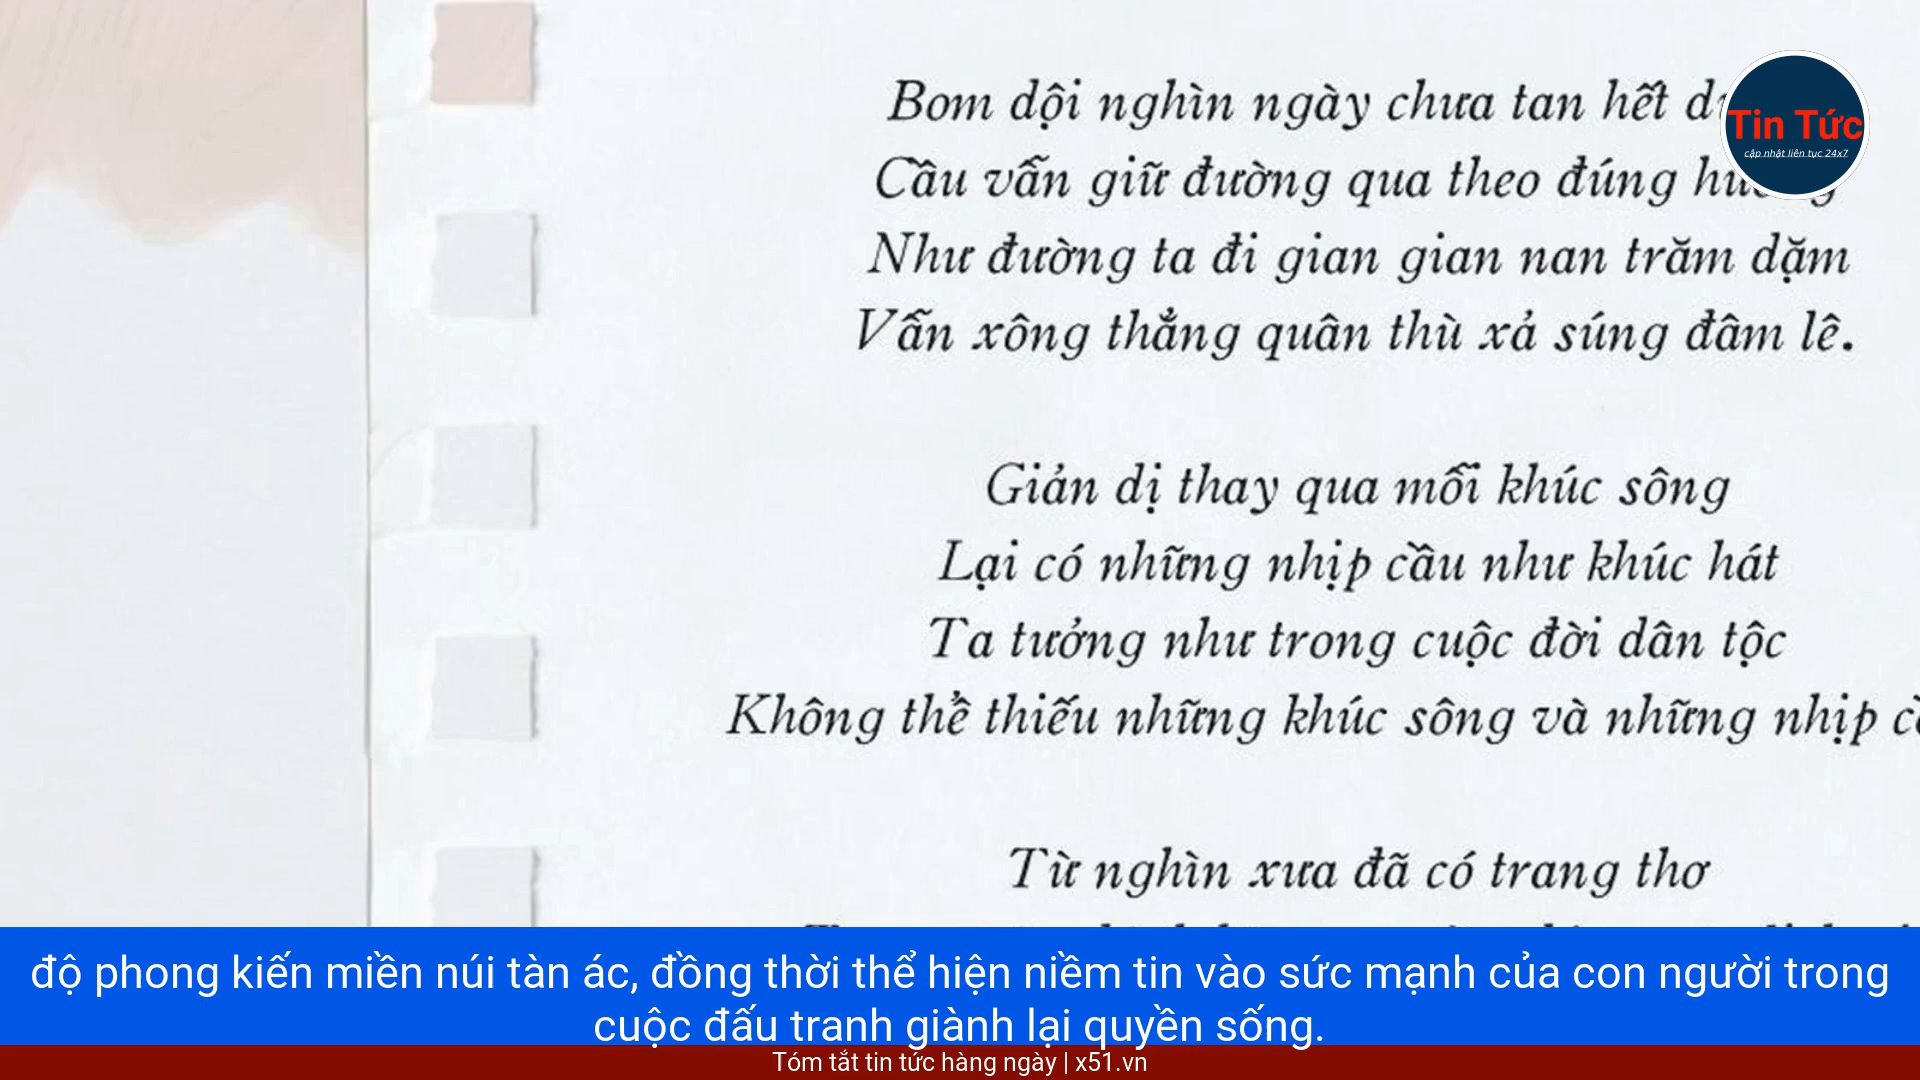 Bom dội nghìn ngày chưa tan hết
Cầu vẫn giữ đường qua theo đúng
Như đường ta đi gian gian nan trăm dặm
Vẫn xông thẳng quân thù xả súng đâm lê.
Giản dị thay qua mỗi khúc sông
Lại có những nhịp cầu như khúc hát
Ta tưởng như trong cuộc đời dân tộc
Không thể thiếu những khúc sông và những nhịp
Từ nghìn xưa đã có trang thơ
Tin Tức
cập nhật liên tục 24x7
độ phong kiến miền núi tàn ác, đồng thời thể hiện niềm tin vào sức mạnh của con người trong
cuộc đấu tranh giành lại quyền sống.
Tóm tắt tin tức hàng ngày | x51.vn